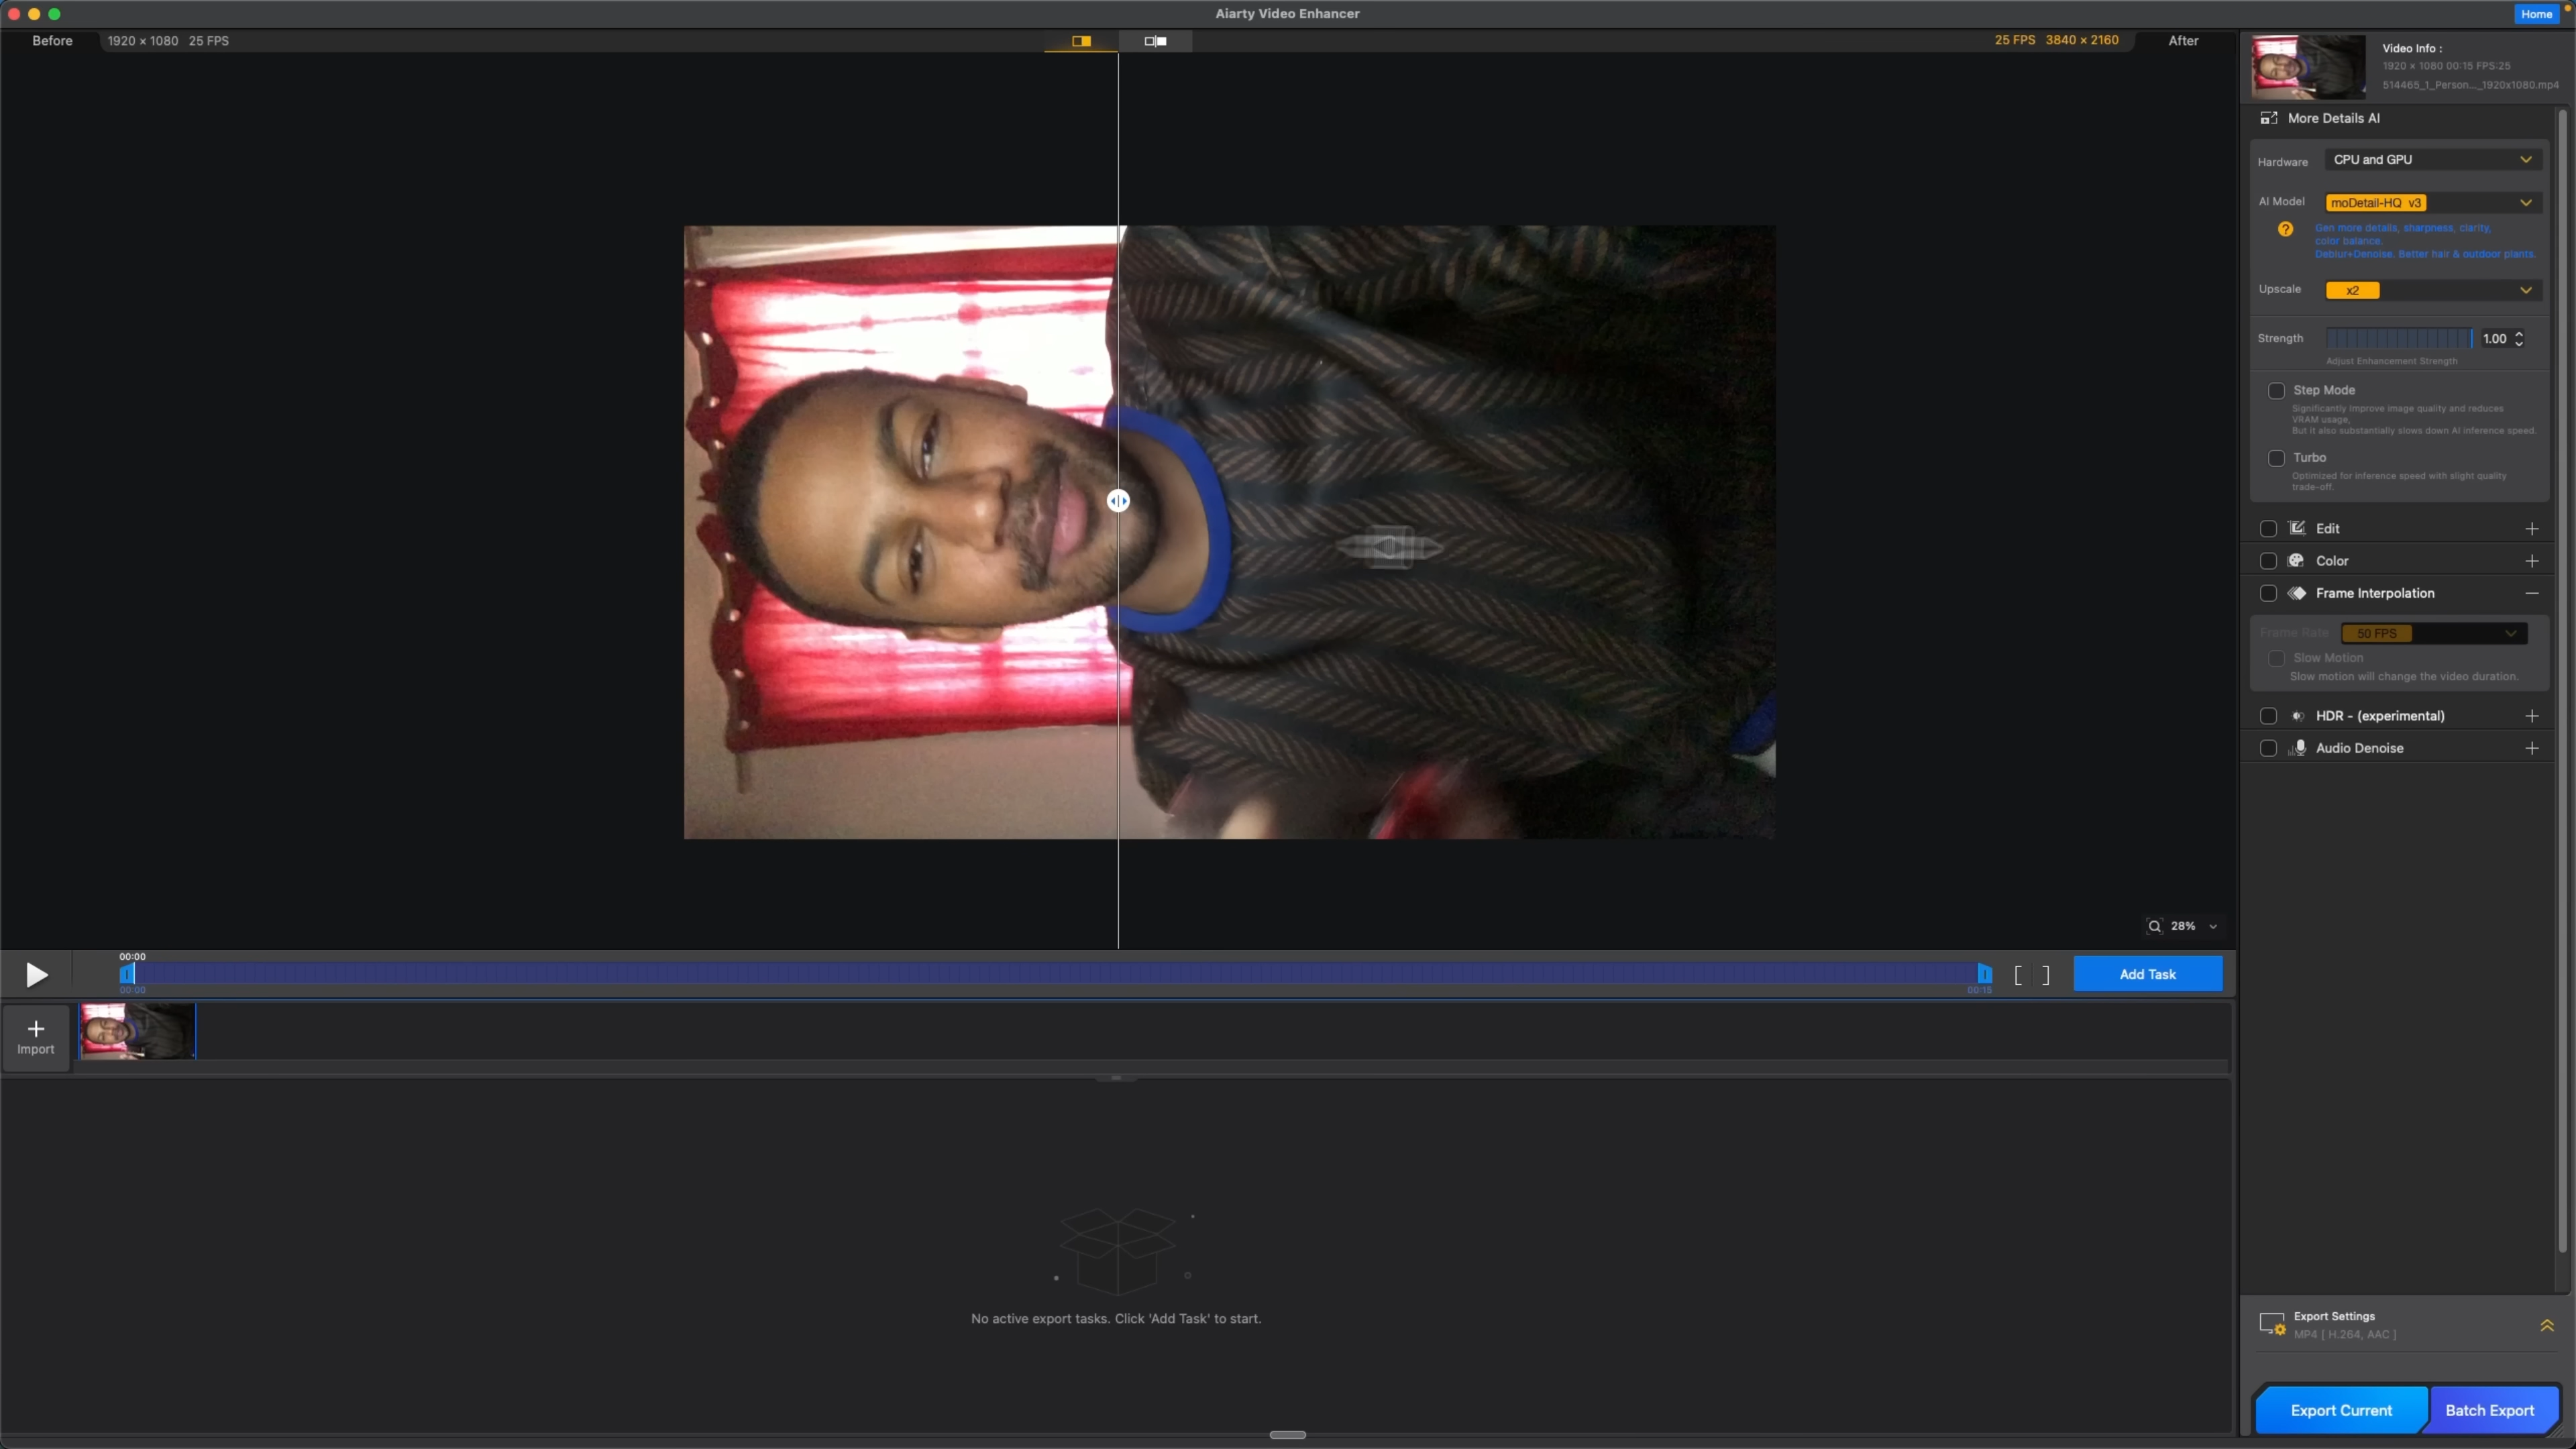 Aiarty Video Enhancer
Home
Before
1920 × 1080 25 FPS
25 FPS 3840 × 2160
After
Video Info :
1920 × 1080 00:15 FPS:25
514465_1_Person..._1920x1080.mp4
More Details AI
Hardware
CPU and GPU
AI Model
moDetail-HQ v3
?
Gen more details, sharpness, clarity,
color balance.
Deblur+Denoise. Better hair & outdoor plants.
Upscale
x2
Strength
1.00
Adjust Enhancement Strength
Step Mode
Significantly improve image quality and reduces
VRAM usage,
But it also substantially slows down AI inference speed.
Turbo
Optimized for inference speed with slight quality
trade-off.
Edit
Color
Frame Interpolation
Frame Rate
50 FPS
Slow Motion
Slow motion will change the video duration.
HDR - (experimental)
Audio Denoise
28%
00:00
00:00
00:15
[ ]
Add Task
Import
No active export tasks. Click 'Add Task' to start.
Export Settings
MP4 [ H.264, AAC ]
Export Current
Batch Export